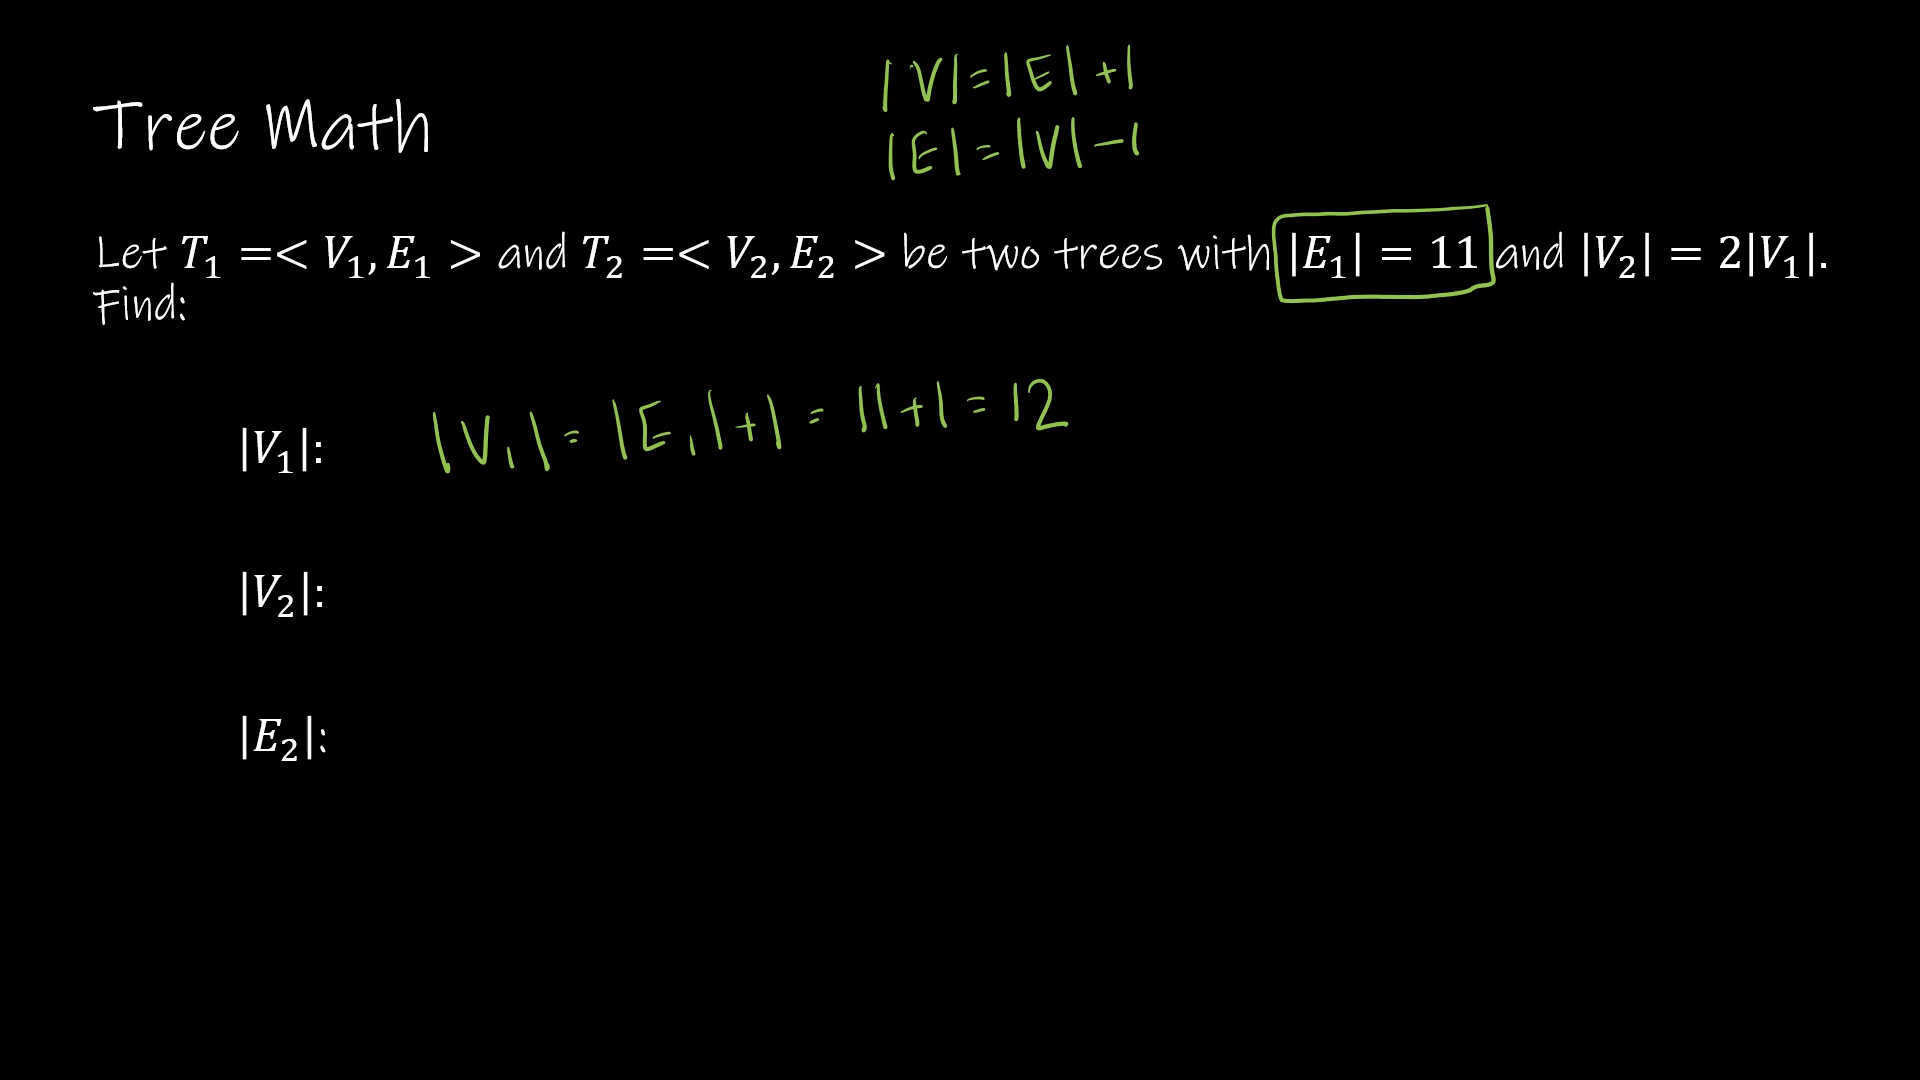 |V|=|E|+1
Tree Math
|E|=|V|-1
Let T₁ =< V₁, E₁ > and T₂ =< V₂, E₂ > be two trees with |E₁| = 11 and |V₂| = 2|V₁|.
Find:
|V₁|: |V₁| = |E₁|+1 = 11+1 = 12
|V₂|:
|E₂|: